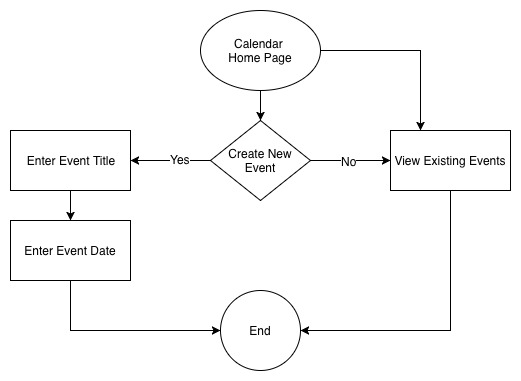 Calendar
Home Page
Create New
Event
Yes
No
Enter Event Title
View Existing Events
Enter Event Date
End